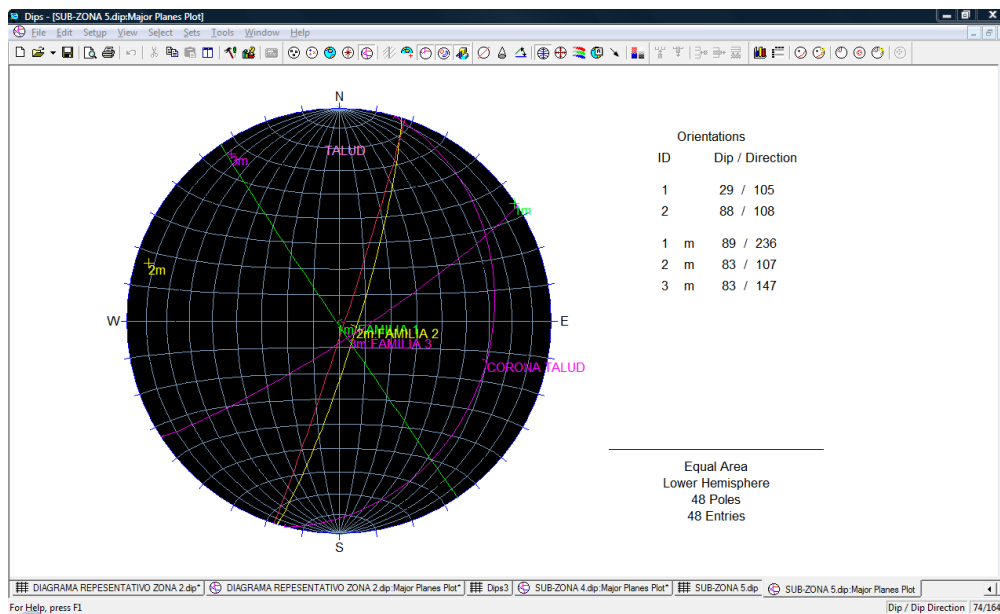 Dips - [SUB-ZONA 5.dip:Major Planes Plot]
File Edit Setup View Select Sets Tools Window Help
N
TALUD
3m
1m
2m
W
E
1m:FAMILIA 1
2m:FAMILIA 2
3m:FAMILIA 3
CORONA TALUD
S
Orientations
ID Dip / Direction
1 29 / 105
2 88 / 108
1 m 89 / 236
2 m 83 / 107
3 m 83 / 147
Equal Area
Lower Hemisphere
48 Poles
48 Entries
DIAGRAMA REPESENTATIVO ZONA 2.dip* DIAGRAMA REPESENTATIVO ZONA 2.dip:Major Planes Plot* Dips3 SUB-ZONA 4.dip:Major Planes Plot* SUB-ZONA 5.dip SUB-ZONA 5.dip:Major Planes Plot
For Help, press F1 Dip / Dip Direction 74/164